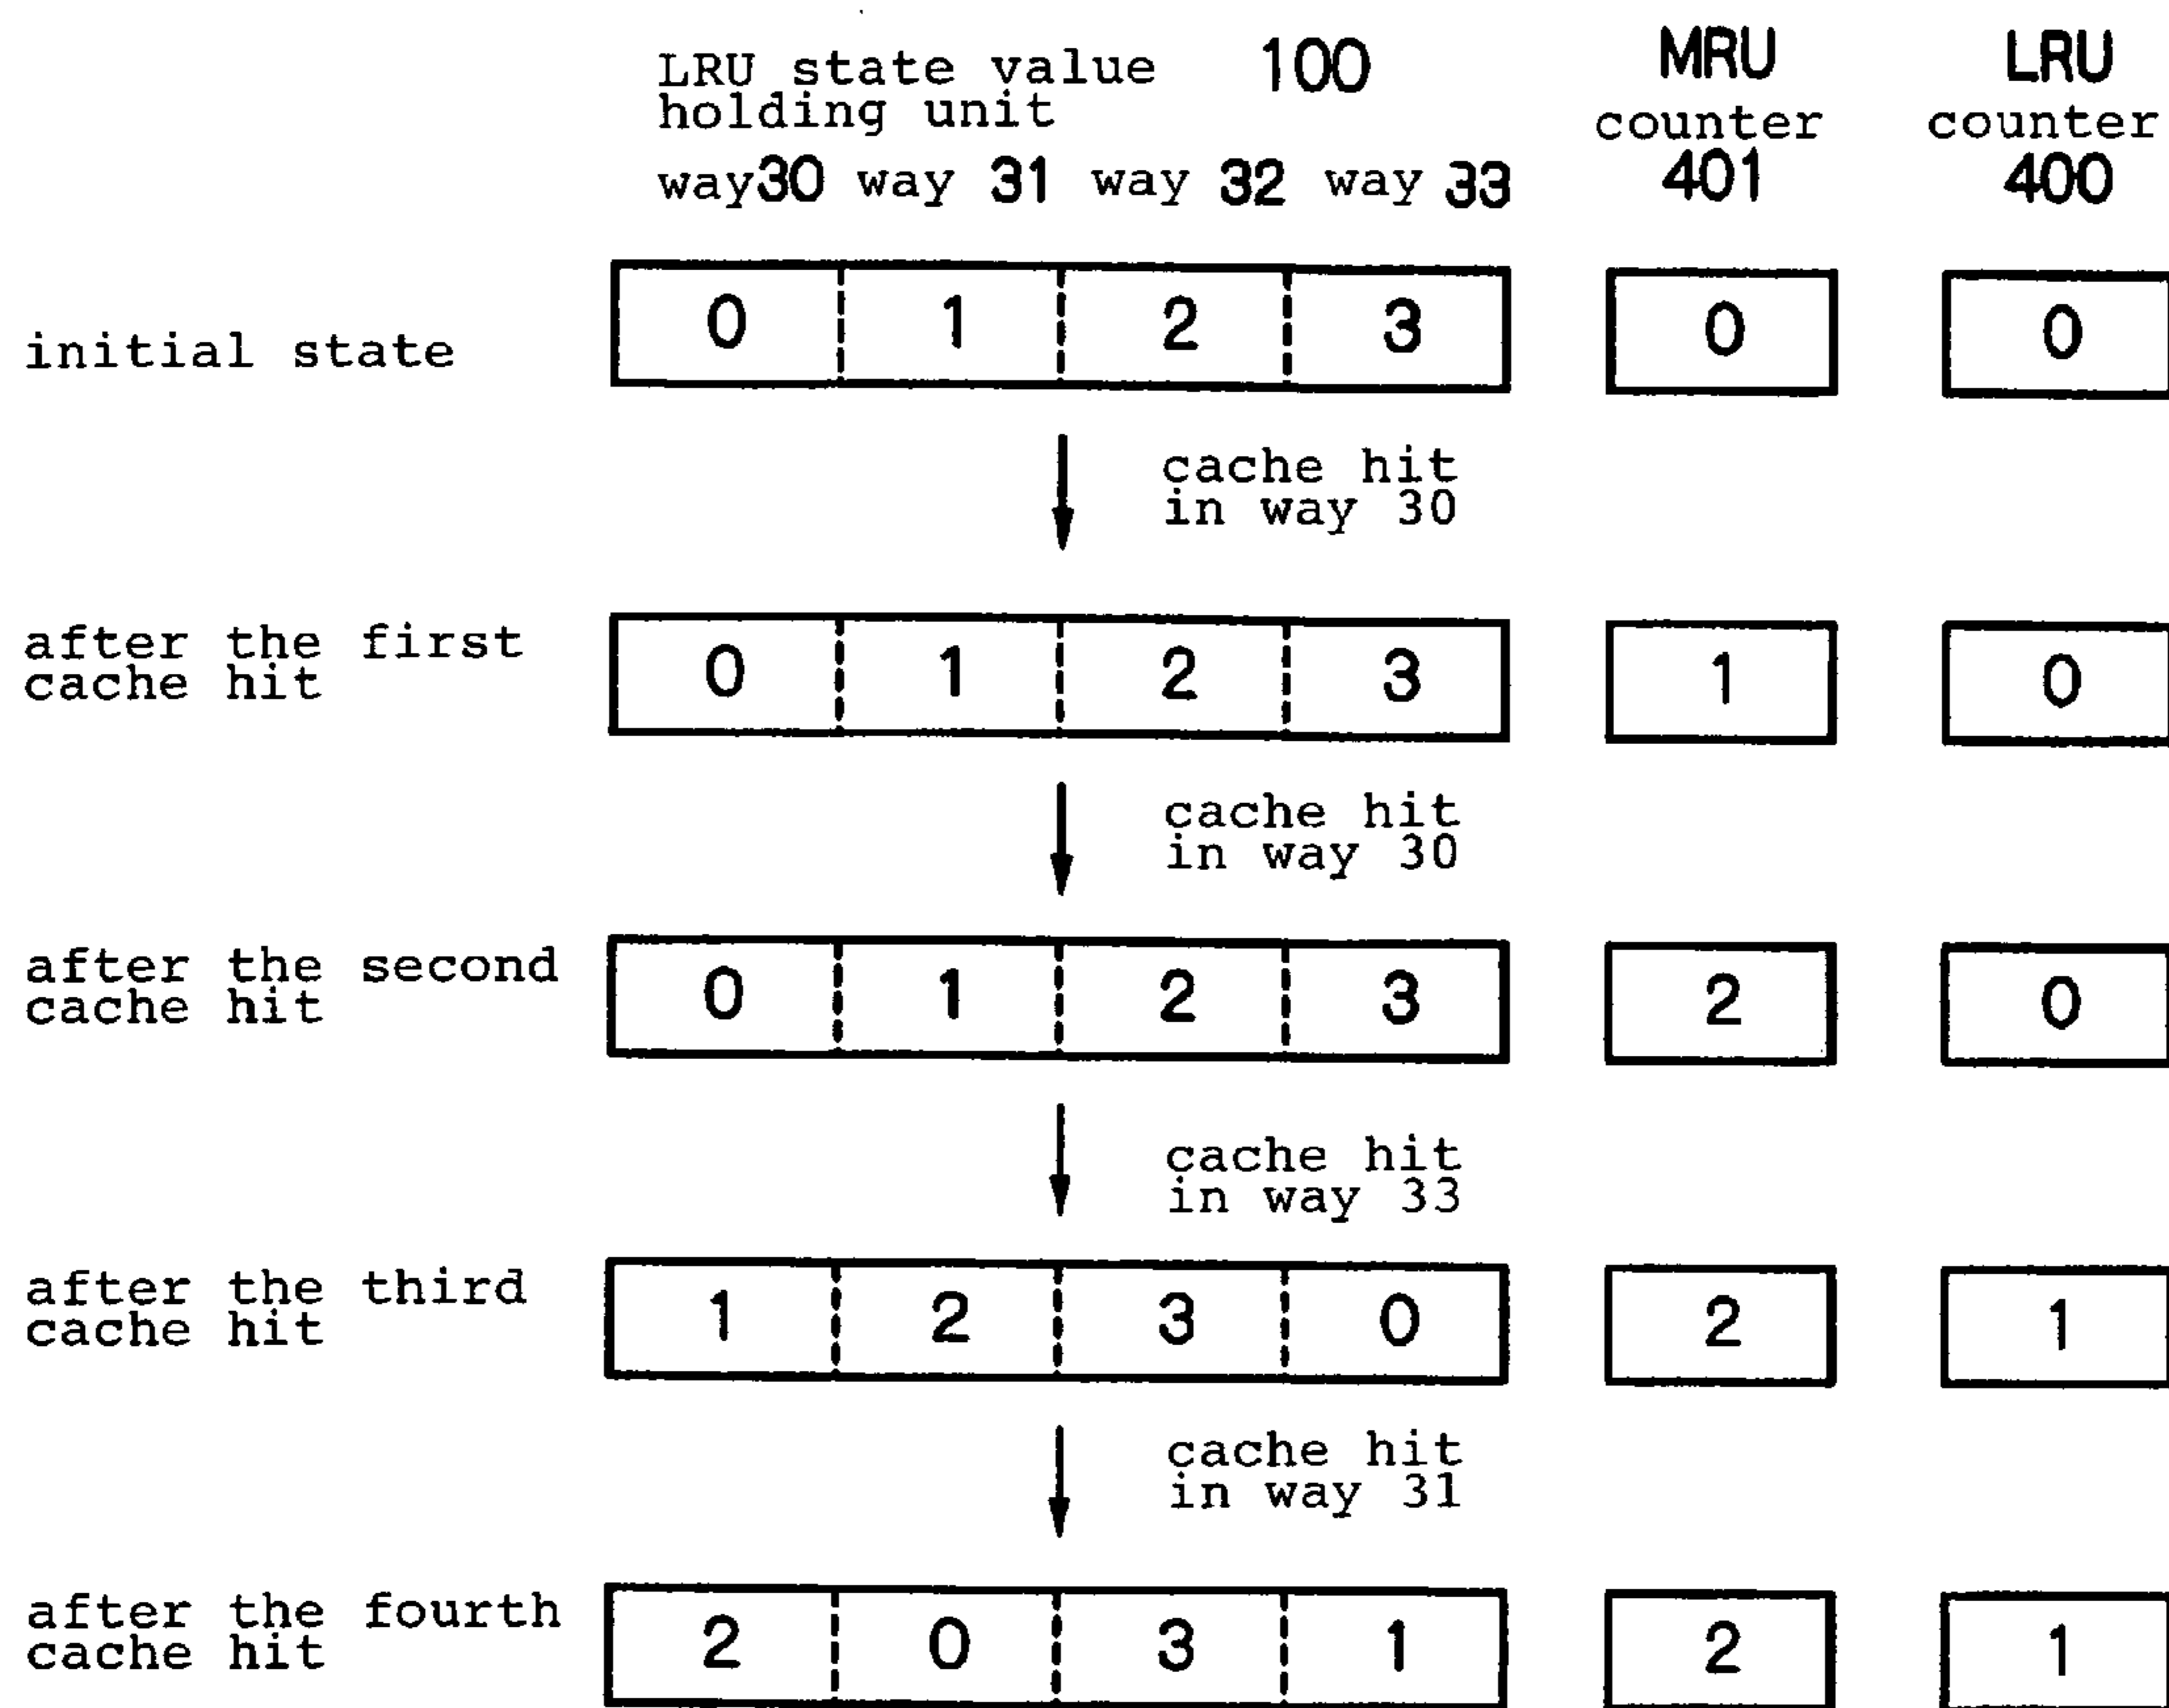 LRU state value 100 MRU LRU
holding unit counter counter
way30 way 31 way 32 way 33 401 400
initial state 0 1 2 3 0 0
cache hit
in way 30
after the first
cache hit 0 1 2 3 1 0
cache hit
in way 30
after the second
cache hit 0 1 2 3 2 0
cache hit
in way 33
after the third
cache hit 1 2 3 0 2 1
cache hit
in way 31
after the fourth
cache hit 2 0 3 1 2 1